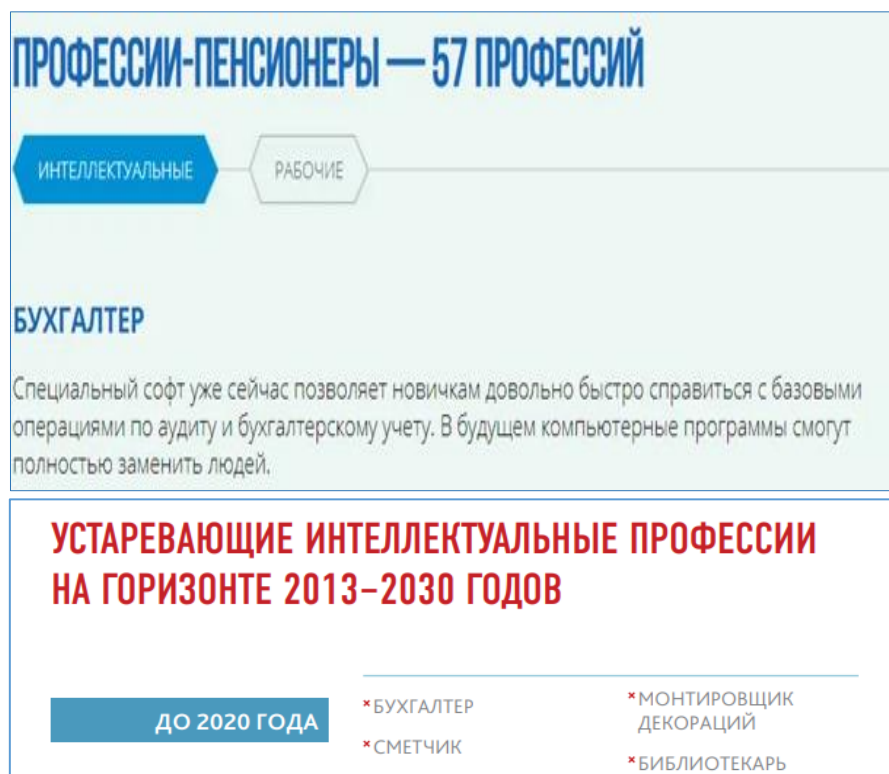 ПРОФЕССИИ-ПЕНСИОНЕРЫ — 57 ПРОФЕССИЙ
ИНТЕЛЛЕКТУАЛЬНЫЕ
РАБОЧИЕ
БУХГАЛТЕР
Специальный софт уже сейчас позволяет новичкам довольно быстро справиться с базовыми
операциями по аудиту и бухгалтерскому учету. В будущем компьютерные программы смогут
полностью заменить людей.
УСТАРЕВАЮЩИЕ ИНТЕЛЛЕКТУАЛЬНЫЕ ПРОФЕССИИ
НА ГОРИЗОНТЕ 2013–2030 ГОДОВ
ДО 2020 ГОДА
×БУХГАЛТЕР
×СМЕТЧИК
×МОНТИРОВЩИК
ДЕКОРАЦИЙ
×БИБЛИОТЕКАРЬ